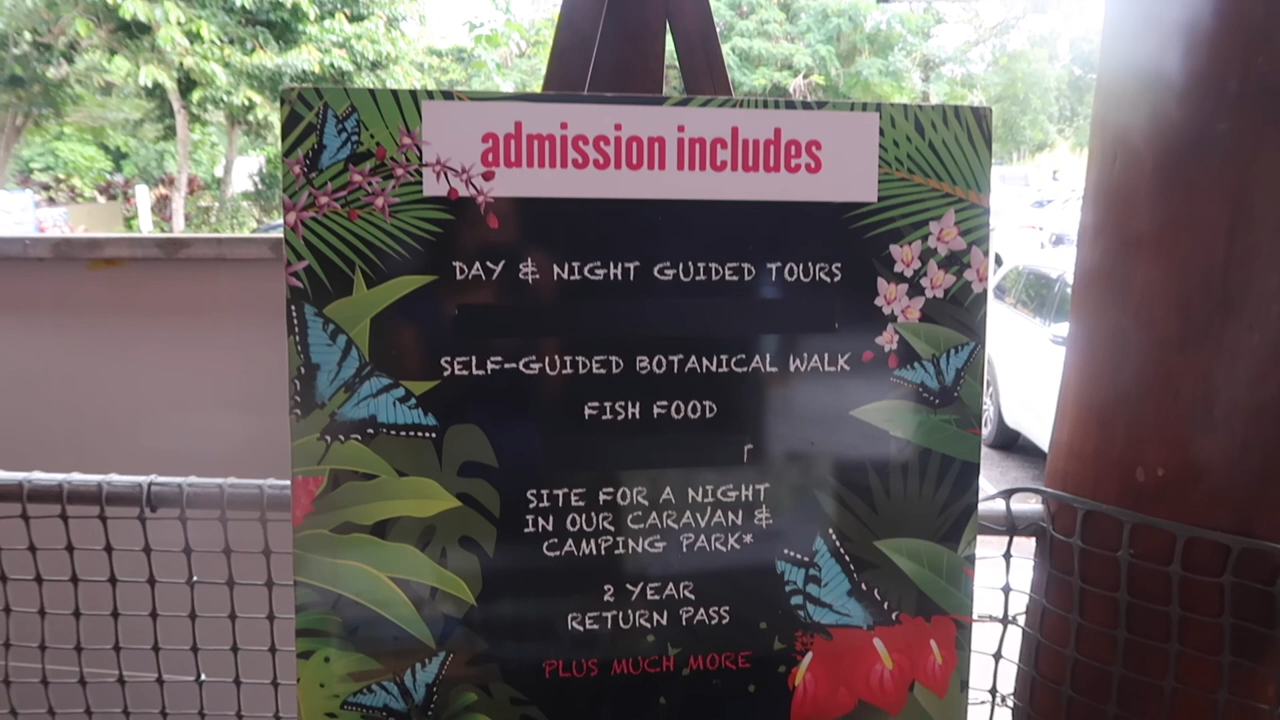 admission includes
DAY & NIGHT GUIDED TOURS
SELF-GUIDED BOTANICAL WALK
FISH FOOD
SITE FOR A NIGHT
IN OUR CARAVAN &
CAMPING PARK*
2 YEAR
RETURN PASS
PLUS MUCH MORE